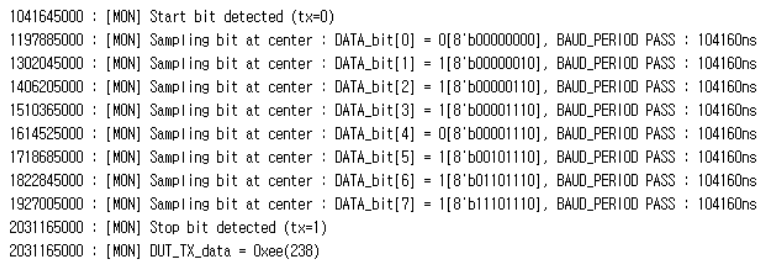 1041645000 : [MON] Start bit detected (tx=0)
1197885000 : [MON] Sampling bit at center : DATA_bit[0] = 0[8'b00000000], BAUD_PERIOD PASS : 104160ns
1302045000 : [MON] Sampling bit at center : DATA_bit[1] = 1[8'b00000010], BAUD_PERIOD PASS : 104160ns
1406205000 : [MON] Sampling bit at center : DATA_bit[2] = 1[8'b00000110], BAUD_PERIOD PASS : 104160ns
1510365000 : [MON] Sampling bit at center : DATA_bit[3] = 1[8'b00001110], BAUD_PERIOD PASS : 104160ns
1614525000 : [MON] Sampling bit at center : DATA_bit[4] = 0[8'b00001110], BAUD_PERIOD PASS : 104160ns
1718685000 : [MON] Sampling bit at center : DATA_bit[5] = 1[8'b00101110], BAUD_PERIOD PASS : 104160ns
1822845000 : [MON] Sampling bit at center : DATA_bit[6] = 1[8'b01101110], BAUD_PERIOD PASS : 104160ns
1927005000 : [MON] Sampling bit at center : DATA_bit[7] = 1[8'b11101110], BAUD_PERIOD PASS : 104160ns
2031165000 : [MON] Stop bit detected (tx=1)
2031165000 : [MON] DUT_TX_data = 0xee(238)